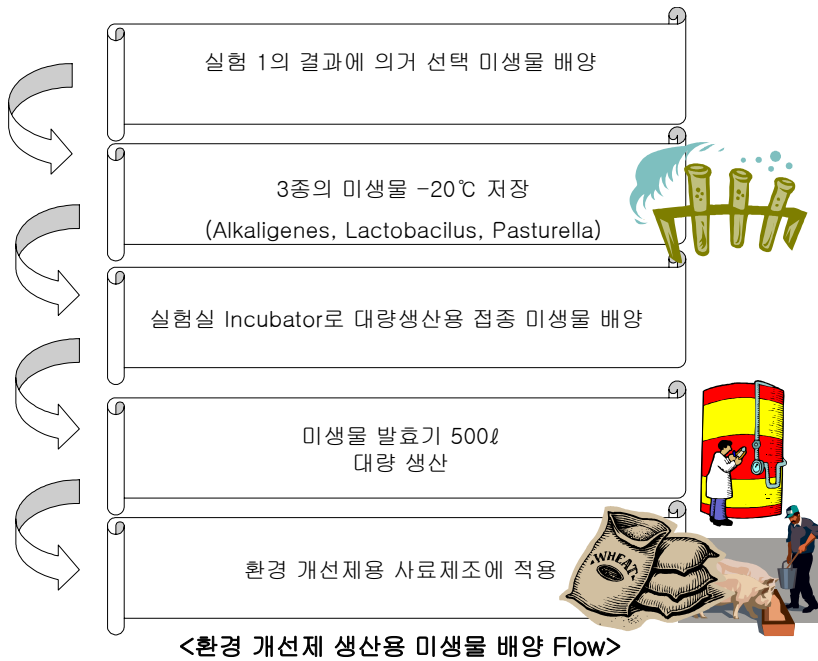 실험 1의 결과에 의거 선택 미생물 배양
3종의 미생물 -20℃ 저장
(Alkaligenes, Lactobacilus, Pasturella)
실험실 Incubator로 대량생산용 접종 미생물 배양
미생물 발효기 500ℓ
대량 생산
환경 개선제용 사료제조에 적용
WHEAT
<환경 개선제 생산용 미생물 배양 Flow>